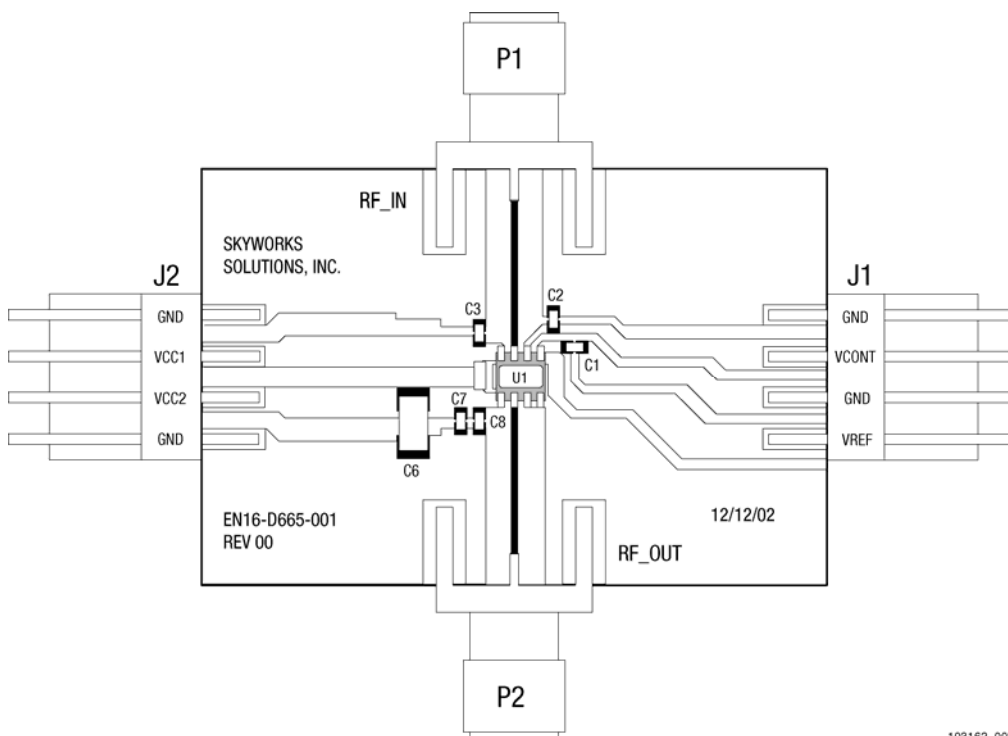 P1
RF_IN
SKYWORKS
SOLUTIONS, INC.
J2
J1
GND
VCC1
VCC2
GND
C3
C2
C1
U1
C7
C8
C6
GND
VCONT
GND
VREF
EN16-D665-001
REV 00
12/12/02
RF_OUT
P2